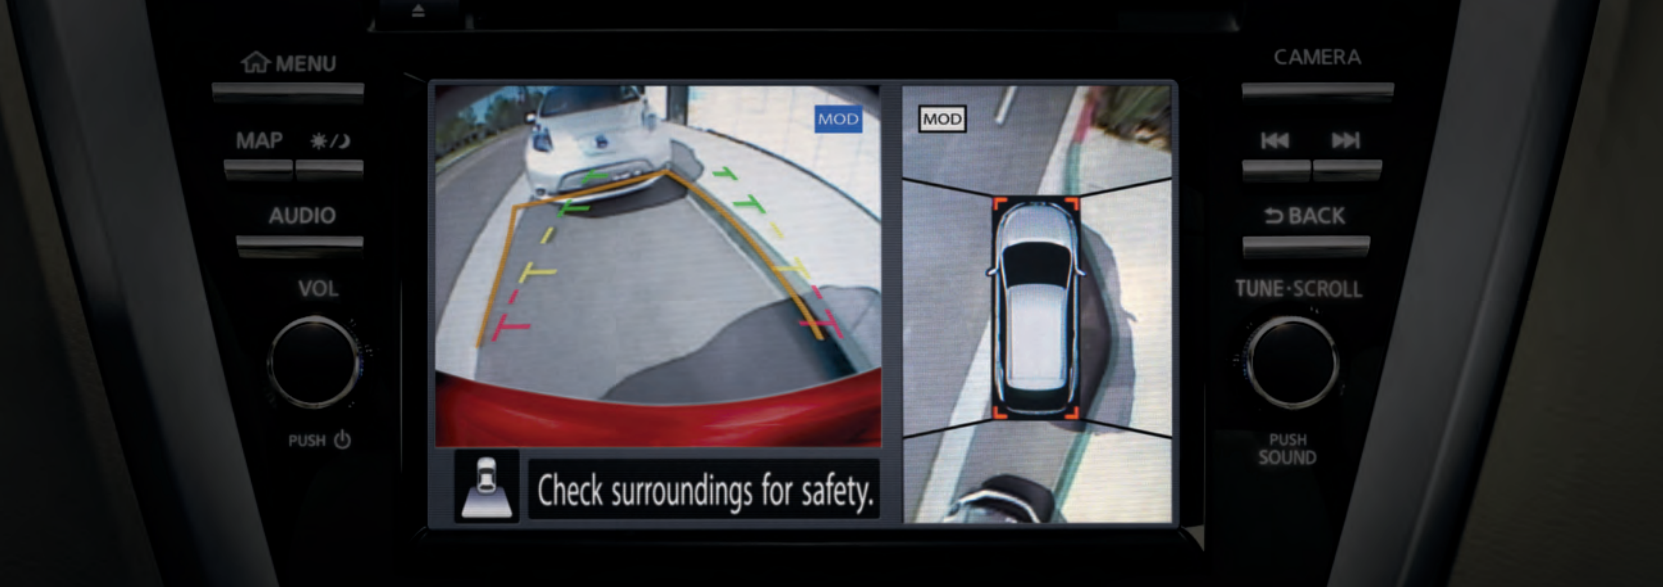 MENU
MAP
AUDIO
VOL
PUSH
MOD
MOD
Check surroundings for safety.
CAMERA
BACK
TUNE·SCROLL
PUSH
SOUND